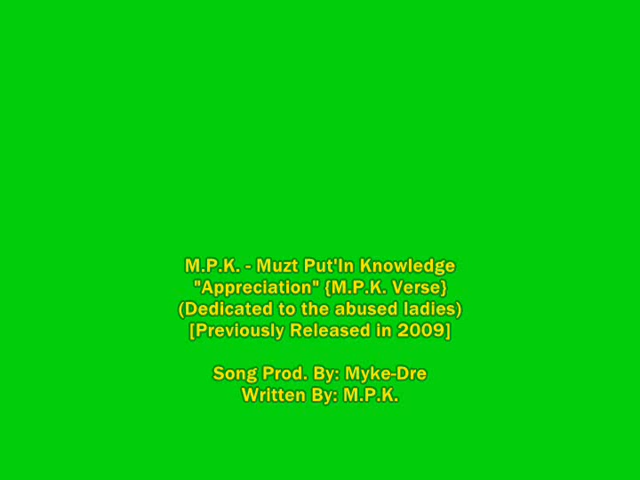 M.P.K. - Muzt Put'In Knowledge
"Appreciation" {M.P.K. Verse}
(Dedicated to the abused ladies)
[Previously Released in 2009]
Song Prod. By: Myke-Dre
Written By: M.P.K.